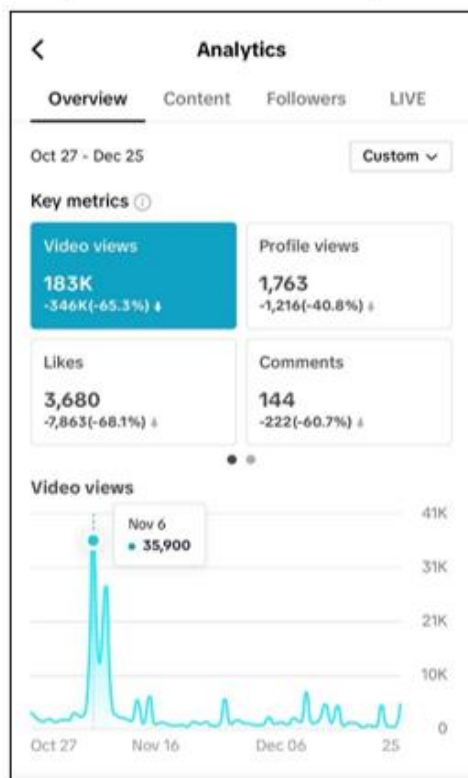 Analytics
Overview Content Followers LIVE
Oct 27 - Dec 25 Custom
Key metrics
Video views
183K
-346K(-65.3%)
Profile views
1,763
-1,216(-40.8%)
Likes
3,680
-7,863(-68.1%)
Comments
144
-222(-60.7%)
Video views
Nov 6
35,900
41K
31K
21K
10K
0
Oct 27 Nov 16 Dec 06 25